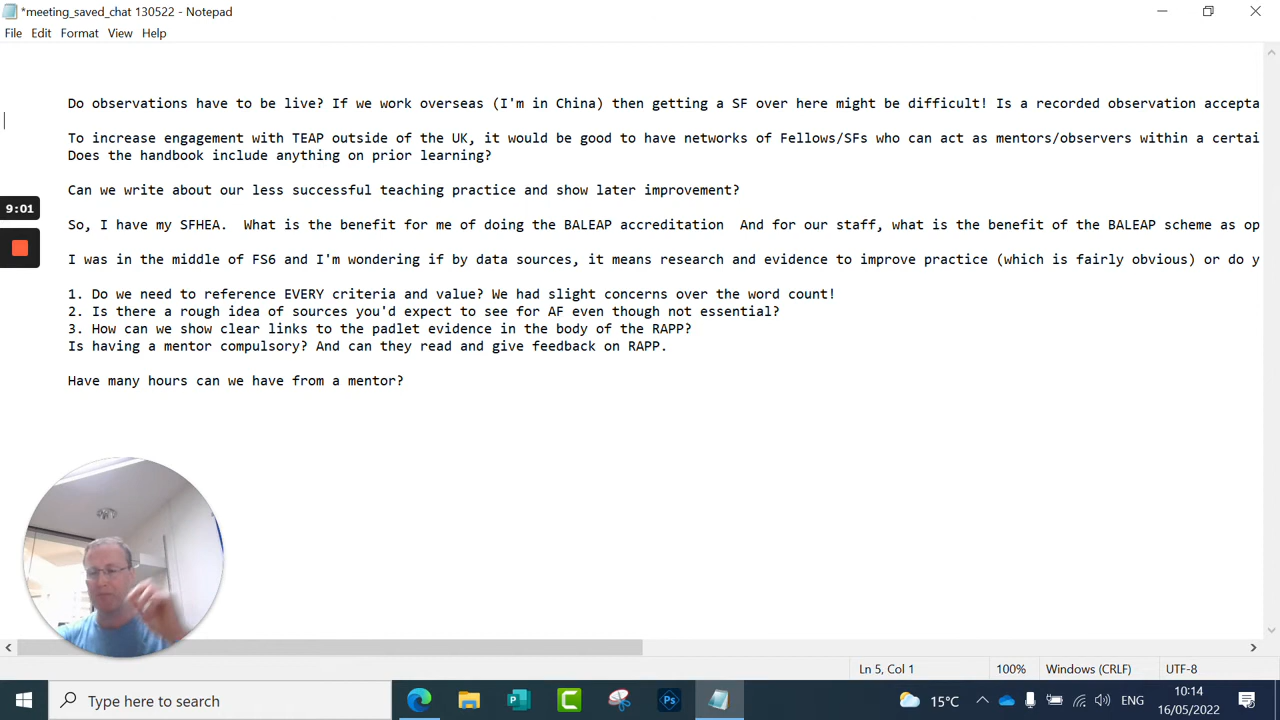 *meeting_saved_chat 130522 - Notepad
File Edit Format View Help
Do observations have to be live? If we work overseas (I'm in China) then getting a SF over here might be difficult! Is a recorded observation accepta
To increase engagement with TEAP outside of the UK, it would be good to have networks of Fellows/SFs who can act as mentors/observers within a certai
Does the handbook include anything on prior learning?
Can we write about our less successful teaching practice and show later improvement?
9:01
So, I have my SFHEA.  What is the benefit for me of doing the BALEAP accreditation  And for our staff, what is the benefit of the BALEAP scheme as op
I was in the middle of FS6 and I'm wondering if by data sources, it means research and evidence to improve practice (which is fairly obvious) or do y
1. Do we need to reference EVERY criteria and value? We had slight concerns over the word count!
2. Is there a rough idea of sources you'd expect to see for AF even though not essential?
3. How can we show clear links to the padlet evidence in the body of the RAPP?
Is having a mentor compulsory? And can they read and give feedback on RAPP.
Have many hours can we have from a mentor?
Ln 5, Col 1 100% Windows (CRLF) UTF-8
Type here to search 15°C ENG 10:14
16/05/2022